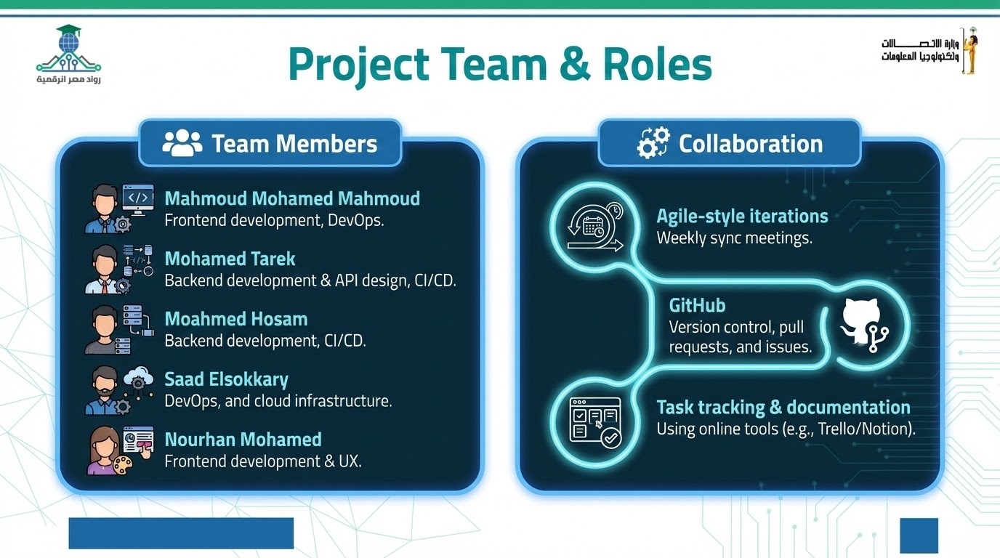 رواد مصر الرقمية
Project Team & Roles
وزارة الاتصالات
وتكنولوجيا المعلومات
Team Members
Mahmoud Mohamed Mahmoud
Frontend development, DevOps.
Mohamed Tarek
Backend development & API design, CI/CD.
Moahmed Hosam
Backend development, CI/CD.
Saad Elsokkary
DevOps, and cloud infrastructure.
Nourhan Mohamed
Frontend development & UX.
Collaboration
Agile-style iterations
Weekly sync meetings.
GitHub
Version control, pull
requests, and issues.
Task tracking & documentation
Using online tools (e.g., Trello/Notion).